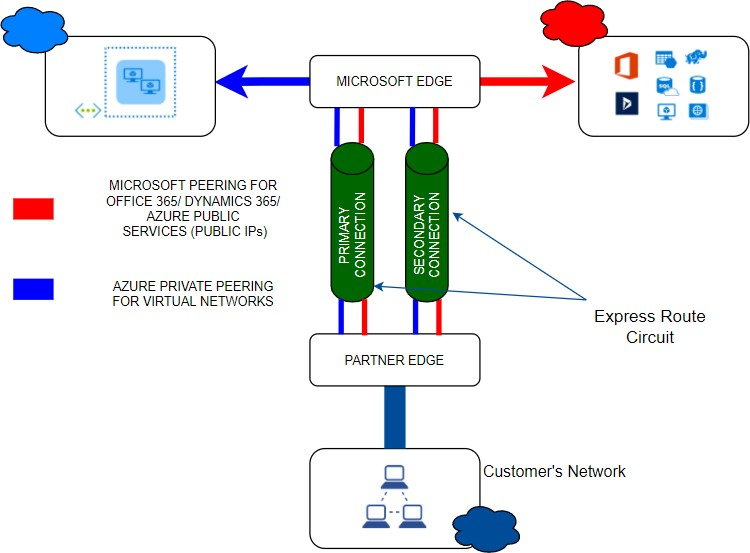 MICROSOFT EDGE
SQL
MICROSOFT PEERING FOR
OFFICE 365/ DYNAMICS 365/
AZURE PUBLIC
SERVICES (PUBLIC IPs)
PRIMARY
CONNECTION
SECONDARY
CONNECTION
AZURE PRIVATE PEERING
FOR VIRTUAL NETWORKS
Express Route
Circuit
PARTNER EDGE
Customer's Network